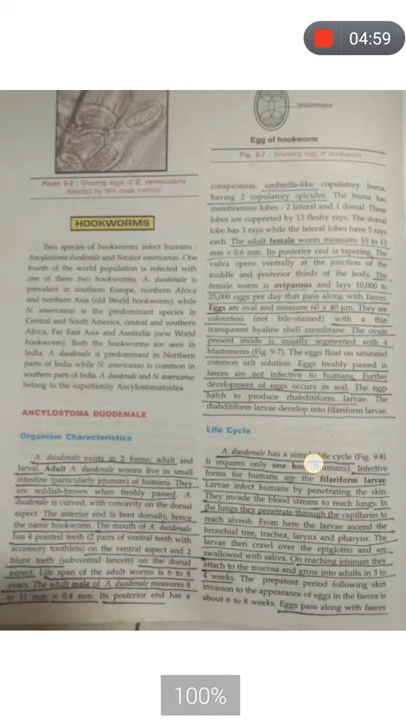 04:59
Photo 9-2 : Showing eggs of E. vermicularis
detected by NIH swab method
HOOKWORMS
Two species of hookworms infect humans :
Ancylostoma duodenale and Necator americanus. One
fourth of the world population is infected with
one of these two hookworms. A. duodenale is
prevalent in southern Europe, northern Africa
and northern Asia (old World hookworm); while
N. americanus is the predominant species in
Central and South America, central and southern
Africa, Far East Asia and Australia (new World
hookworm). Both the hookworms are seen in
India. A. duodenale is predominant in Northern
parts of India while N. americanus is common in
southern parts of India. A. duodenale and N. americanus
belong to the superfamily Ancylostomatoidea
ANCYLOSTOMA DUODENALE
Organism Characteristics
A. duodenale exists in 2 forms: adult and
larval. Adult A. duodenale worms live in small
intestine (particularly jejunum) of humans. They
are reddish-brown when freshly passed. A.
duodenale is curved, with concavity on the dorsal
aspect. The anterior end is bent dorsally, hence
the name hookworm. The mouth of A. duodenale
has 4 pointed teeth (2 pairs of ventral teeth with
accessory toothlets) on the ventral aspect and 2
blunt teeth (subventral lancets) on the dorsal
aspect. Life span of the adult worms is 6 to 8
years. The adult male of A. duodenale measures 8
to 11 mm × 0.4 mm. Its posterior end has a
Blastomere
Egg of hookworm
Fig. 9-7 : Showing egg of hookworm
conspicious, umbrella-like copulatory bursa,
having 2 copulatory spicules. The bursa has
membranous lobes : 2 lateral and 1 dorsal. These
lobes are supported by 13 fleshy rays. The dorsal
lobe has 3 rays while the lateral lobes have 5 rays
each. The adult female worm measures 10 to 13
mm × 0.6 mm. Its posterior end is tapering. The
vulva opens ventrally at the junction of the
middle and posterior thirds of the body. The
female worm is oviparous and lays 10,000 to
25,000 eggs per day that pass along with faeces.
Eggs are oval and measure 60 × 40 µm. They are
colourless (not bile-stained) with a thin
transparent hyaline shell membrane. The ovum
present inside is usually segmented with 4
blastomeres (Fig. 9-7). The eggs float on saturated
common salt solution. Eggs freshly passed in
faeces are not infective to humans. Further
development of eggs occurs in soil. The eggs
hatch to produce rhabditiform larvae. The
rhabditiform larvae develop into filariform larvae.
Life Cycle
A. duodenale has a simple life cycle (Fig. 9-8).
It requires only one host (humans). Infective
forms for humans are the filariform larvae.
Larvae infect humans by penetrating the skin.
They invade the blood stream to reach lungs. In
the lungs they penetrate through the capillaries to
reach alveoli. From here the larvae ascend the
bronchial tree, trachea, larynx and pharynx. The
larvae then crawl over the epiglottis and are
swallowed with saliva. On reaching jejunum they
attach to the mucosa and grow into adults in 3 to
4 weeks. The prepatent period following skin
invasion to the appearance of eggs in the faeces is
about 6 to 8 weeks. Eggs pass along with faeces
100%